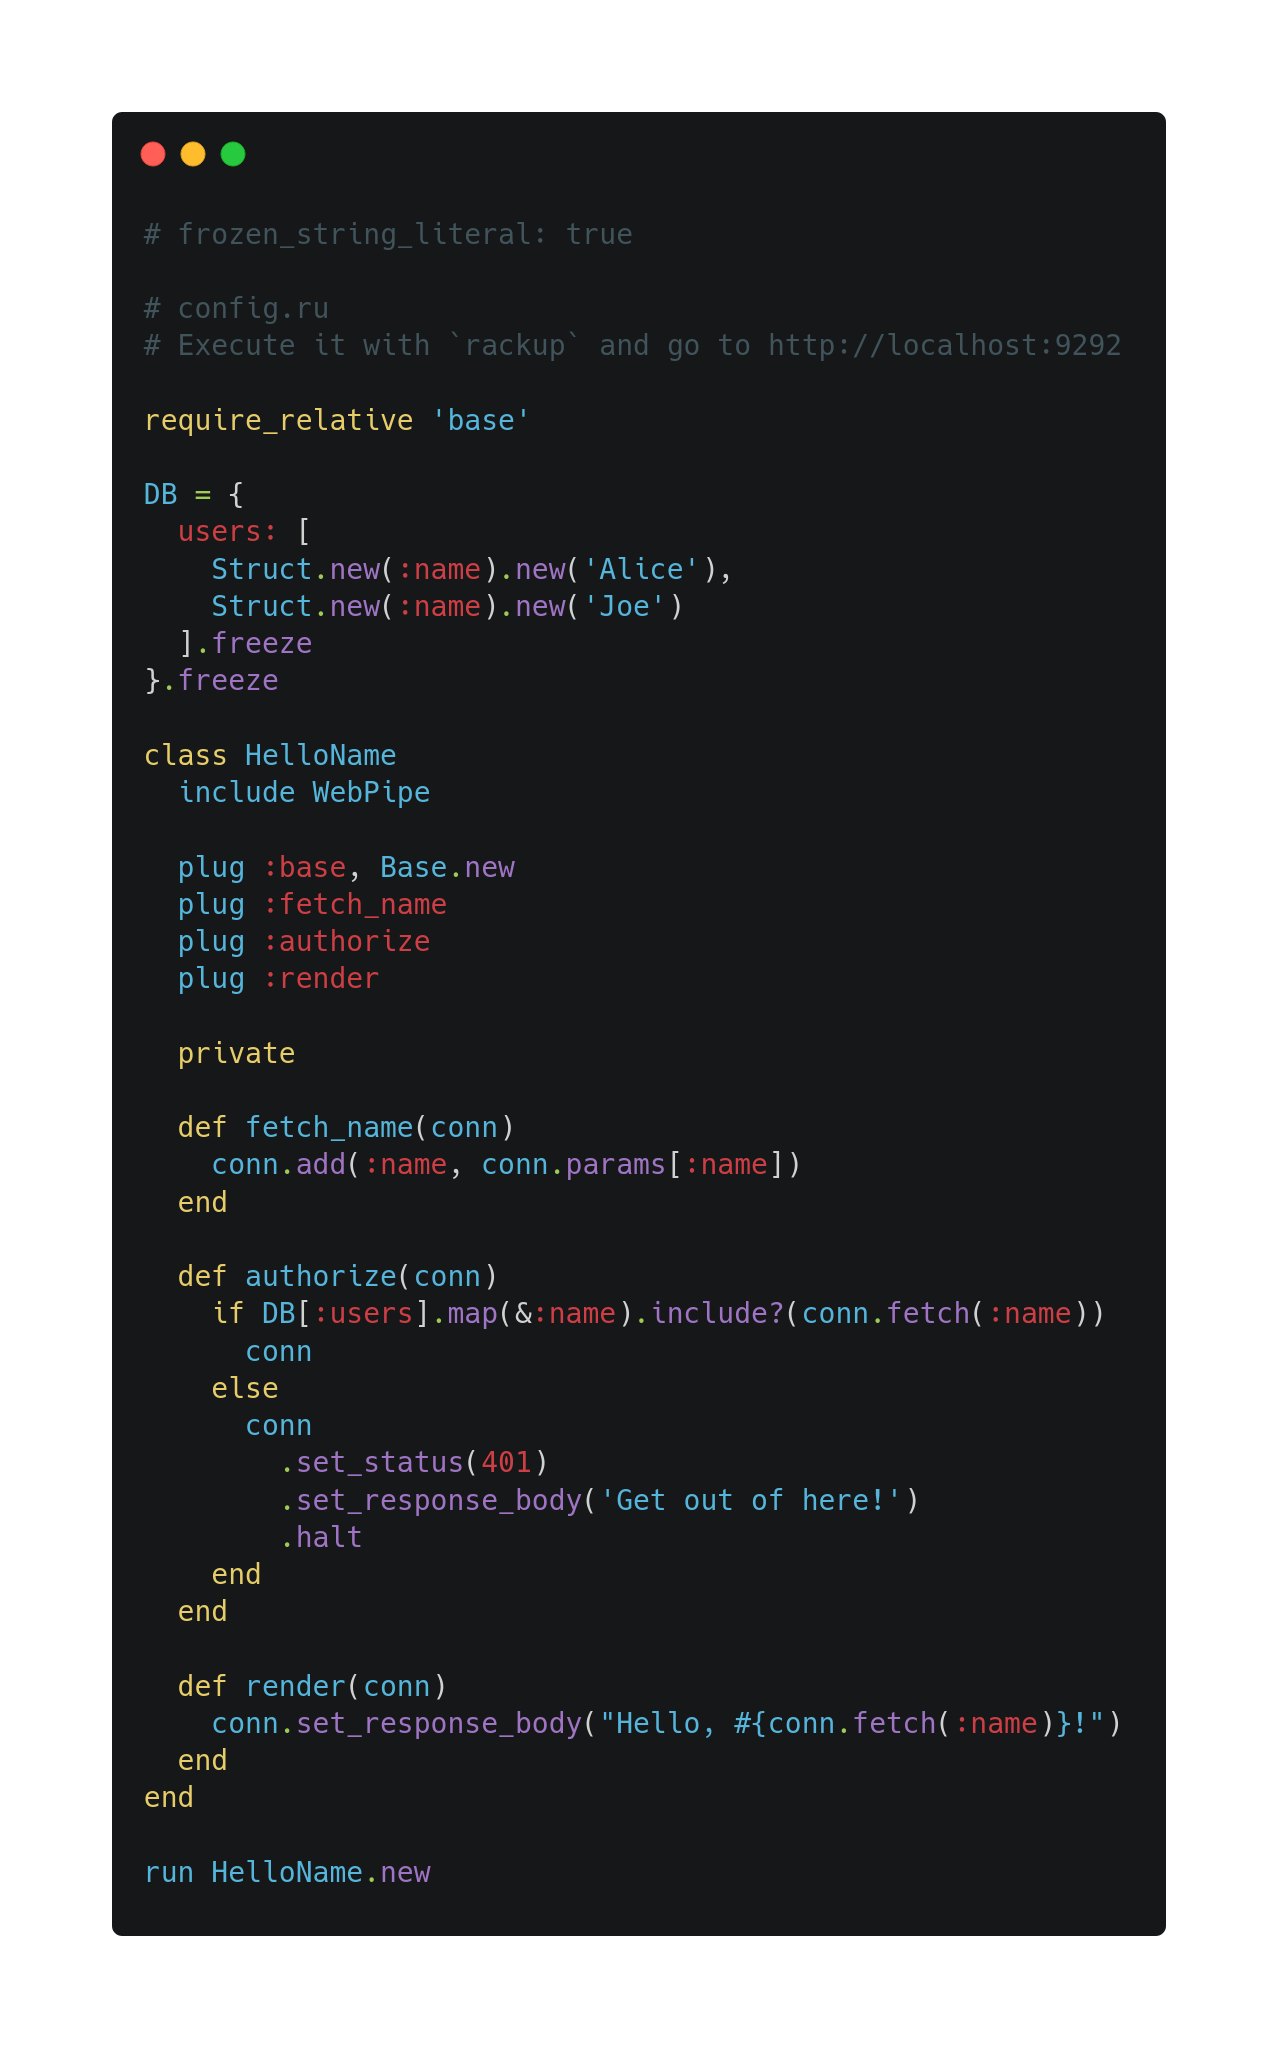 # frozen_string_literal: true

# config.ru
# Execute it with `rackup` and go to http://localhost:9292

require_relative 'base'

DB = {
  users: [
    Struct.new(:name).new('Alice'),
    Struct.new(:name).new('Joe')
  ].freeze
}.freeze

class HelloName
  include WebPipe

  plug :base, Base.new
  plug :fetch_name
  plug :authorize
  plug :render

  private

  def fetch_name(conn)
    conn.add(:name, conn.params[:name])
  end

  def authorize(conn)
    if DB[:users].map(&:name).include?(conn.fetch(:name))
      conn
    else
      conn
        .set_status(401)
        .set_response_body('Get out of here!')
        .halt
    end
  end

  def render(conn)
    conn.set_response_body("Hello, #{conn.fetch(:name)}!")
  end
end

run HelloName.new